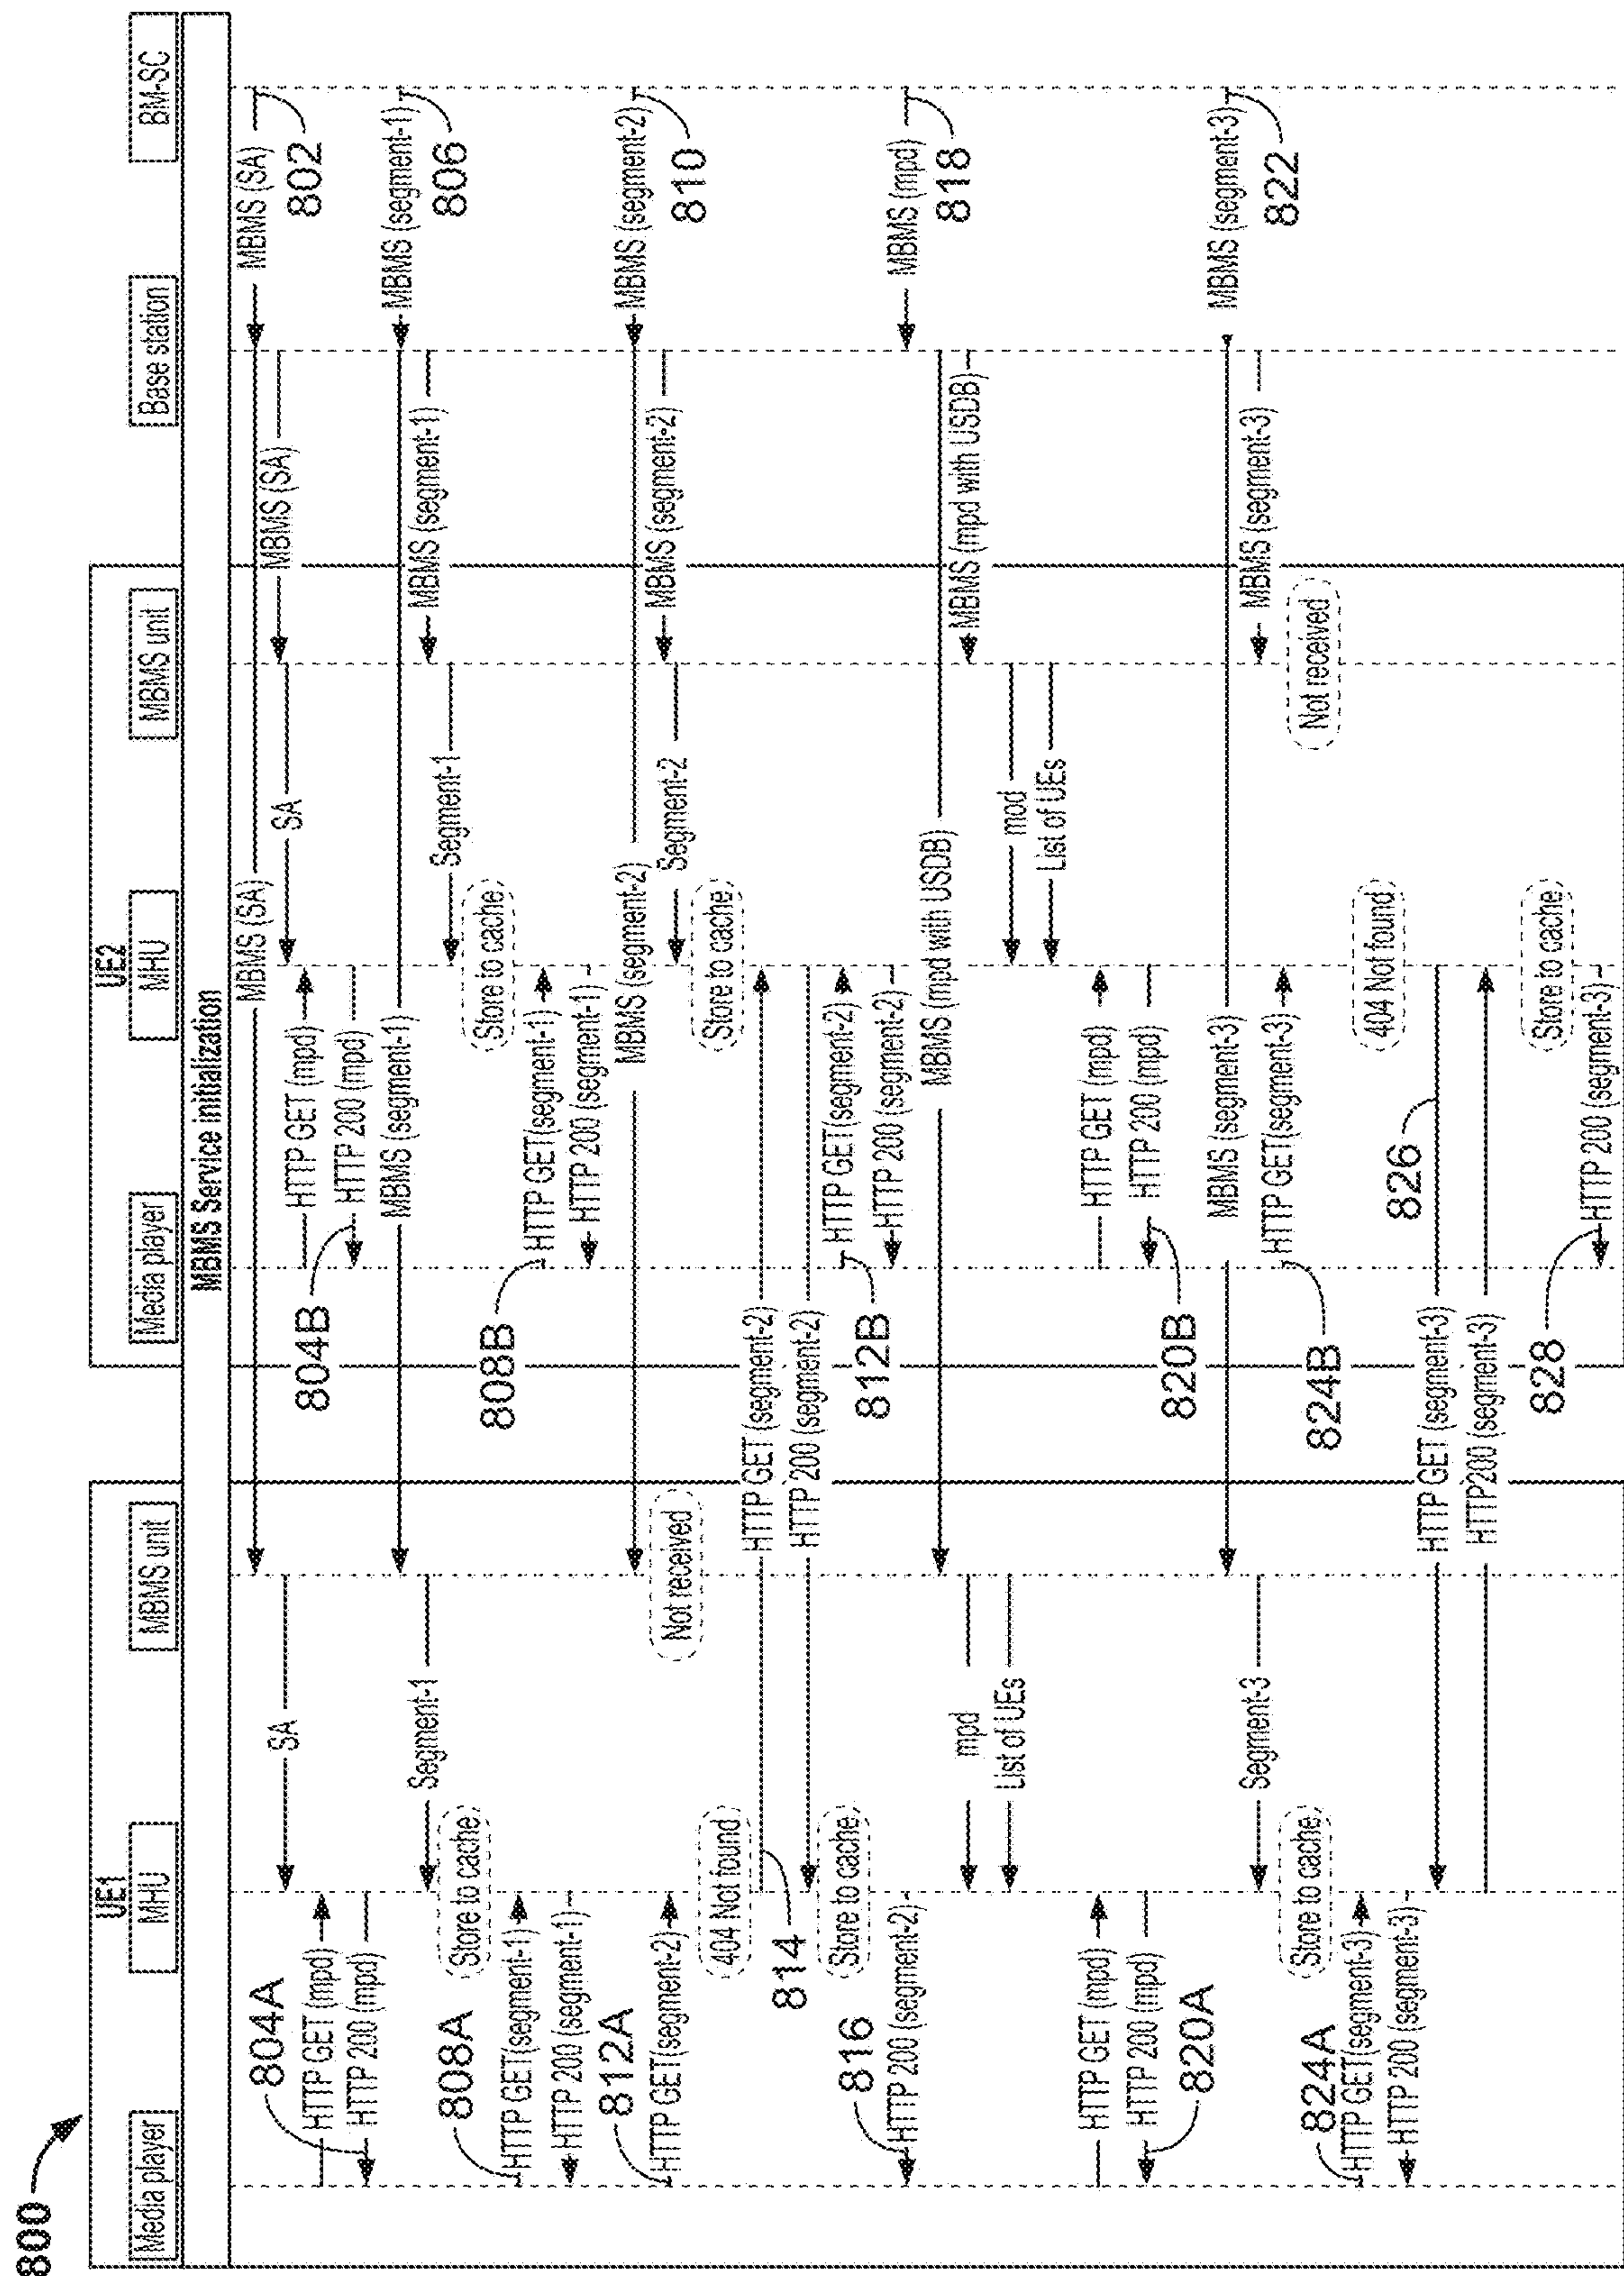 800
UE1
UE2
Media player
MHU
MBMS unit
Media player
MHU
MBMS unit
Base station
BM-SC
MBMS Service initialization
MBMS (SA)
MBMS (SA)
802
MBMS (SA)
SA
SA
804A
HTTP GET (mpd)
HTTP 200 (mpd)
HTTP GET (mpd)
HTTP 200 (mpd)
804B
MBMS (segment-1)
MBMS (segment-1)
806
MBMS (segment-1)
Segment-1
Segment-1
Store to cache
Store to cache
808A
HTTP GET(segment-1)
HTTP 200 (segment-1)
808B
HTTP GET(segment-1)
HTTP 200 (segment-1)
MBMS (segment-2)
MBMS (segment-2)
810
MBMS (segment-2)
Segment-2
812A
HTTP GET(segment-2)
Not received
Store to cache
404 Not found
HTTP GET (segment-2)
814
HTTP 200 (segment-2)
Store to cache
HTTP GET(segment-2)
812B
HTTP 200 (segment-2)
816
HTTP 200 (segment-2)
MBMS (mpd)
818
MBMS (mpd with USDB)
MBMS (mpd with USDB)
mpd
List of UEs
mod
List of UEs
HTTP GET (mpd)
HTTP 200 (mpd)
820A
HTTP GET (mpd)
HTTP 200 (mpd)
820B
MBMS (segment-3)
MBMS (segment-3)
822
MBMS (segment-3)
Segment-3
Not received
Store to cache
HTTP GET(segment-3)
824B
824A
HTTP GET(segment-3)
HTTP 200 (segment-3)
404 Not found
HTTP GET (segment-3)
826
HTTP200 (segment-3)
Store to cache
828
HTTP 200 (segment-3)